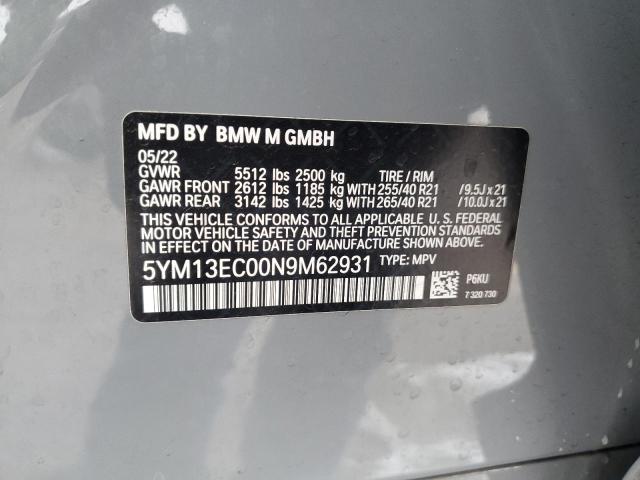 MFD BY BMW M GMBH
05/22
GVWR 5512 lbs 2500 kg TIRE / RIM
GAWR FRONT 2612 lbs 1185 kg WITH 255/40 R21 /9.5J x 21
GAWR REAR 3142 lbs 1425 kg WITH 265/40 R21 /10.0J x 21
THIS VEHICLE CONFORMS TO ALL APPLICABLE U. S. FEDERAL
MOTOR VEHICLE SAFETY AND THEFT PREVENTION STANDARDS
IN EFFECT ON THE DATE OF MANUFACTURE SHOWN ABOVE.
5YM13EC00N9M62931 TYPE: MPV
P6KU
7 320 730